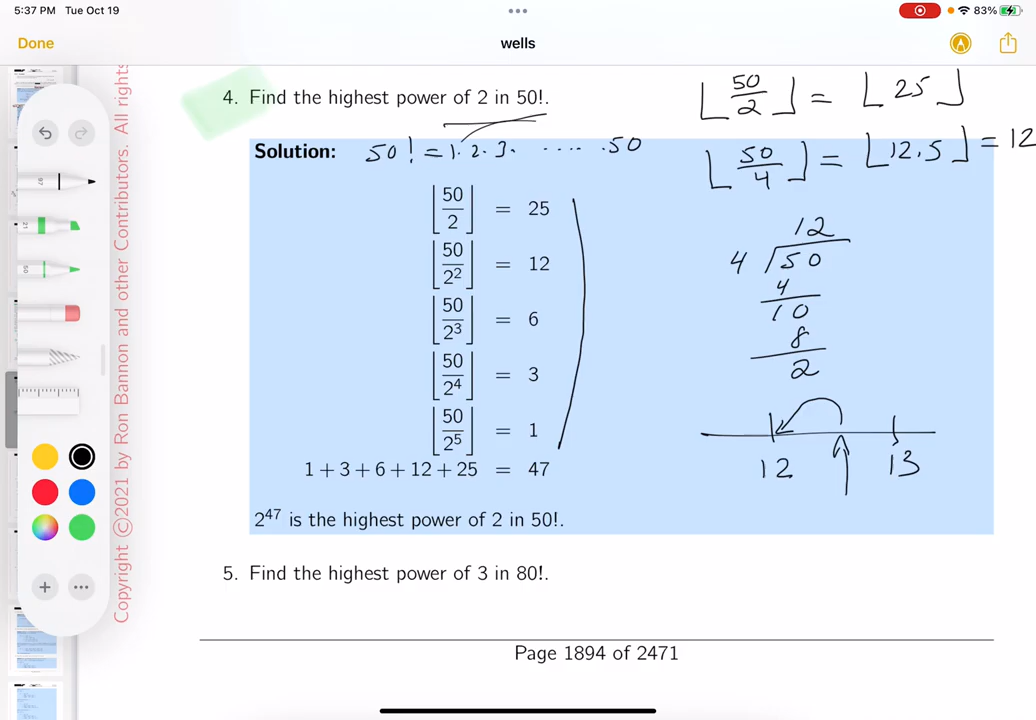 5:37 PM Tue Oct 19
83%
Done
wells
Copyright ©2021 by Ron Bannon and other Contributors. All rights
97
50
4. Find the highest power of 2 in 50!.
Solution: 50! = 1·2·3· ..... .50
⌊50/2⌋ = 25
⌊50/2²⌋ = 12
⌊50/2³⌋ = 6
⌊50/2⁴⌋ = 3
⌊50/2⁵⌋ = 1
1 + 3 + 6 + 12 + 25 = 47
2⁴⁷ is the highest power of 2 in 50!.
⌊50/2⌋ = ⌊25⌋
⌊50/4⌋ = ⌊12.5⌋ = 12
12
4 50
4
10
8
2
12 13
5. Find the highest power of 3 in 80!.
Page 1894 of 2471